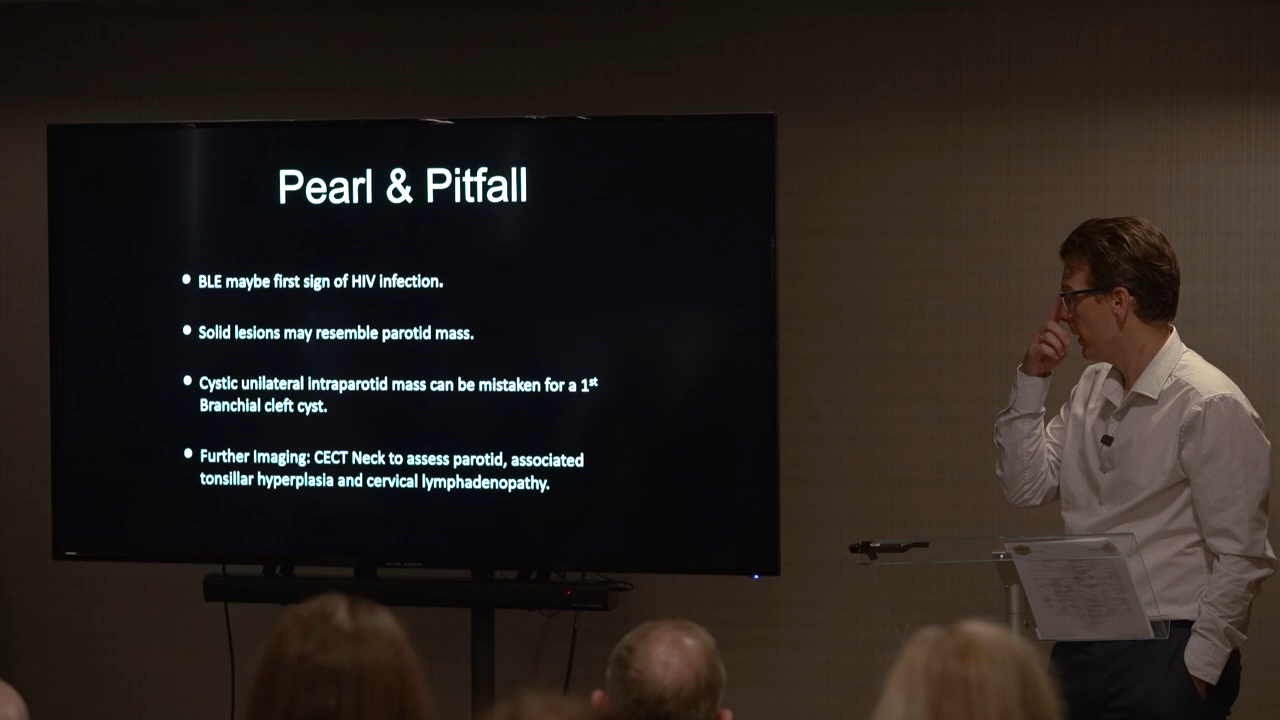 Pearl & Pitfall
• BLE maybe first sign of HIV infection.
• Solid lesions may resemble parotid mass.
• Cystic unilateral intraparotid mass can be mistaken for a 1st
Branchial cleft cyst.
• Further Imaging: CECT Neck to assess parotid, associated
tonsillar hyperplasia and cervical lymphadenopathy.